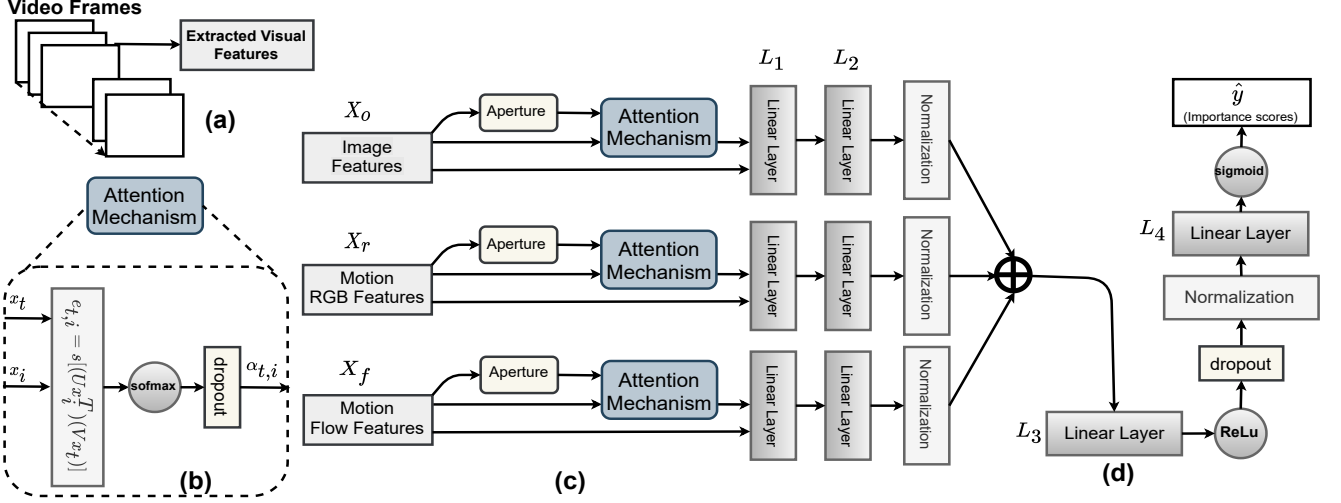 Video Frames
Extracted Visual
Features
(a)
Attention
Mechanism
x_t
x_i
e_{t,i} = s[(Ux_i)^T(Vx_t)]
sofmax
dropout
α_{t,i}
(b)
X_o
Image
Features
Aperture
Attention
Mechanism
L_1
Linear Layer
L_2
Linear Layer
Normalization
X_r
Motion
RGB Features
Aperture
Attention
Mechanism
Linear Layer
Linear Layer
Normalization
X_f
Motion
Flow Features
Aperture
Attention
Mechanism
Linear Layer
Linear Layer
Normalization
(c)
ŷ
(Importance scores)
sigmoid
L_4
Linear Layer
Normalization
dropout
L_3
Linear Layer
ReLu
(d)